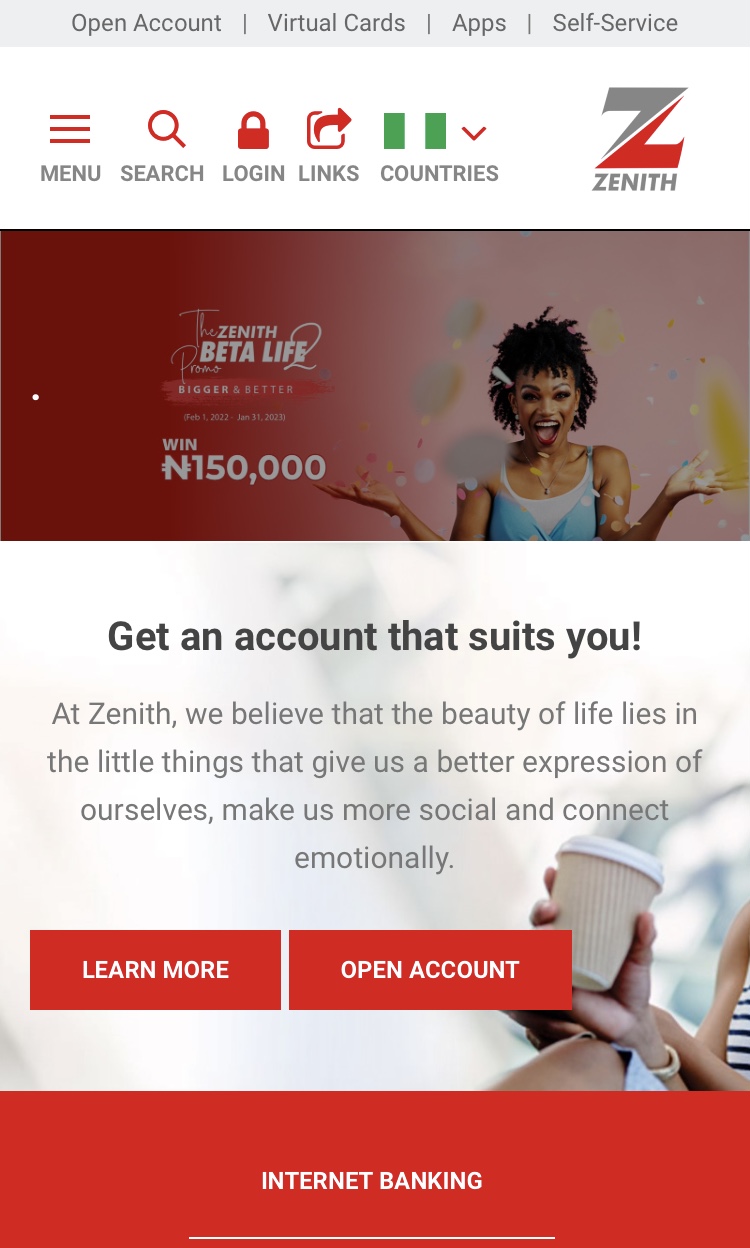 Open Account | Virtual Cards | Apps | Self-Service
MENU SEARCH LOGIN LINKS COUNTRIES
ZENITH
The ZENITH
BETA LIFE 2
Promo
BIGGER & BETTER
(Feb 1, 2022 - Jan 31, 2023)
WIN
₦150,000
Get an account that suits you!
At Zenith, we believe that the beauty of life lies in
the little things that give us a better expression of
ourselves, make us more social and connect
emotionally.
LEARN MORE OPEN ACCOUNT
INTERNET BANKING